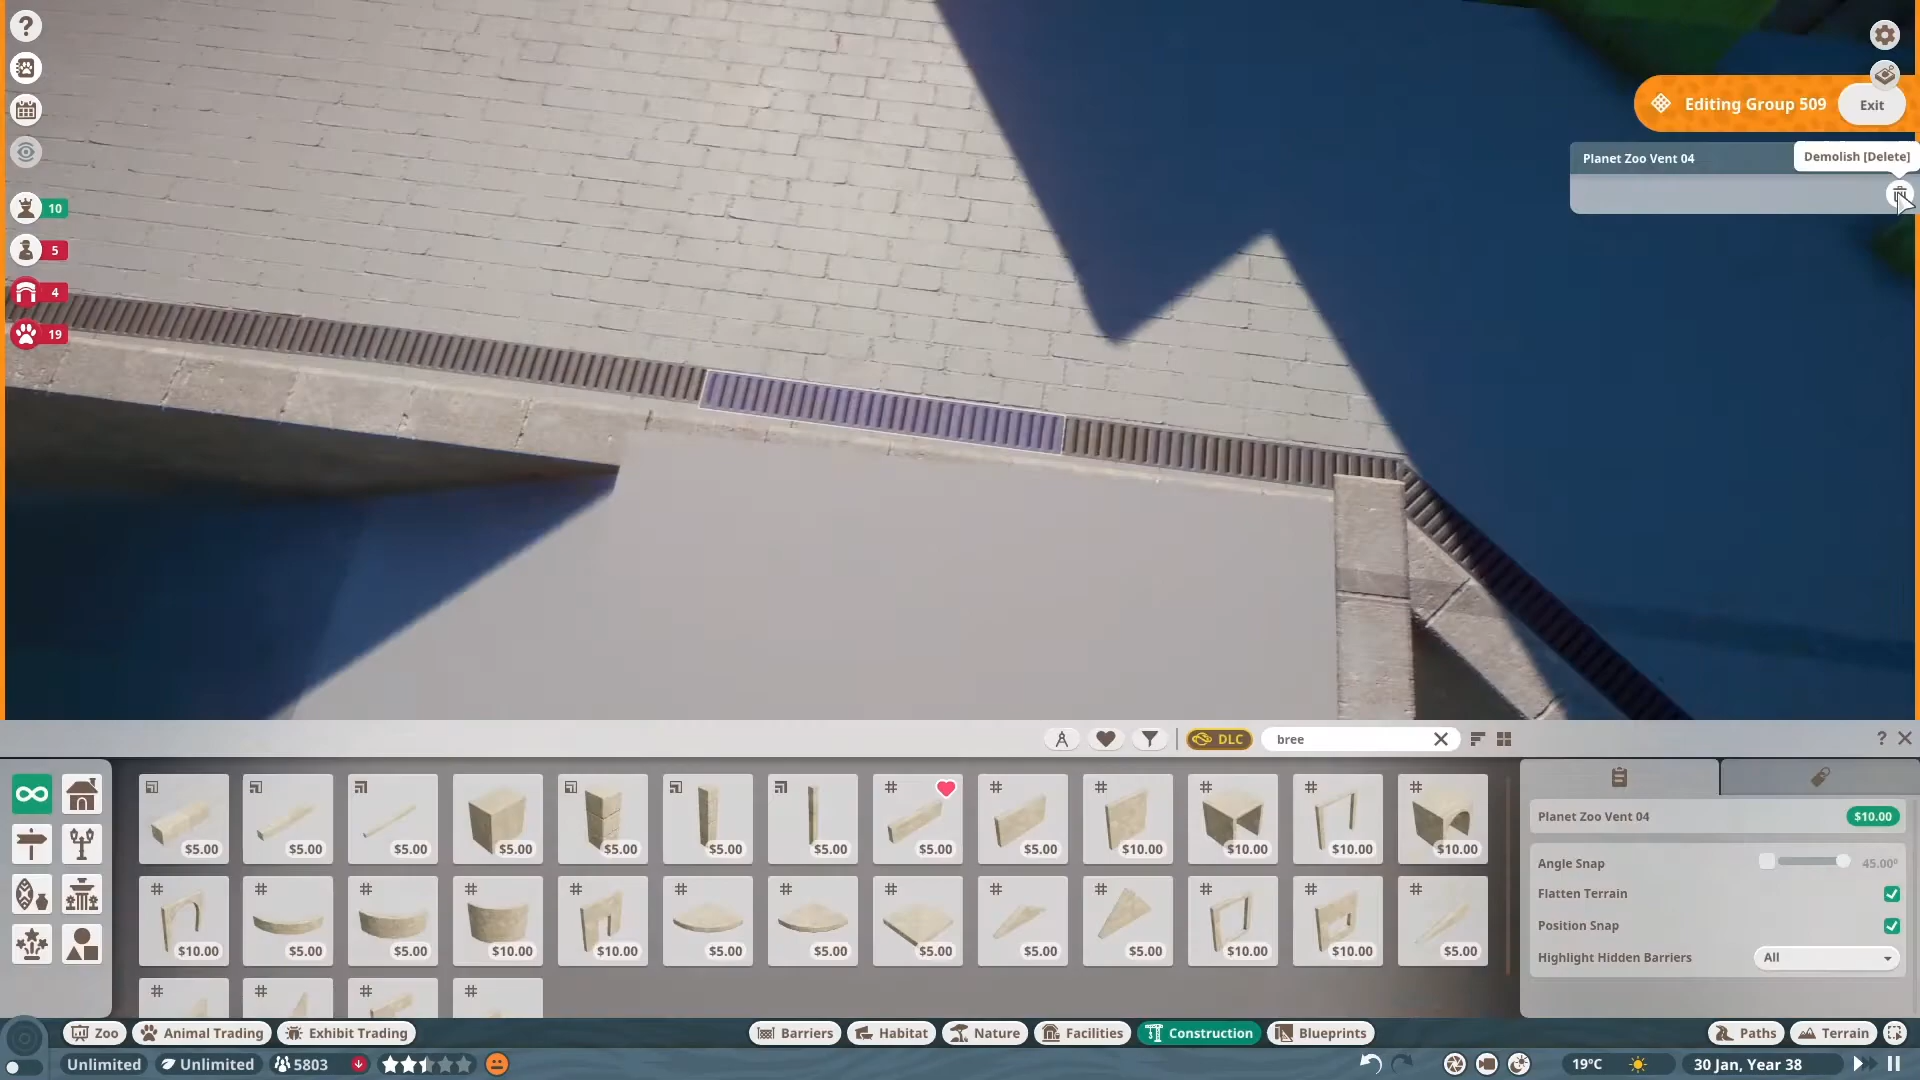 ?
Editing Group 509
Exit
Planet Zoo Vent 04
Demolish [Delete]
10
5
4
19
DLC
bree
?
$5.00 $5.00 $5.00 $5.00 $5.00 $5.00 $5.00 $5.00 $5.00 $10.00 $10.00 $10.00 $10.00
$10.00 $5.00 $5.00 $10.00 $10.00 $5.00 $5.00 $5.00 $5.00 $5.00 $10.00 $10.00 $5.00
Planet Zoo Vent 04
$10.00
Angle Snap
45.00°
Flatten Terrain
Position Snap
Highlight Hidden Barriers
All
Zoo
Animal Trading
Exhibit Trading
Barriers
Habitat
Nature
Facilities
Construction
Blueprints
Paths
Terrain
Unlimited
Unlimited
5803
19°C
30 Jan, Year 38